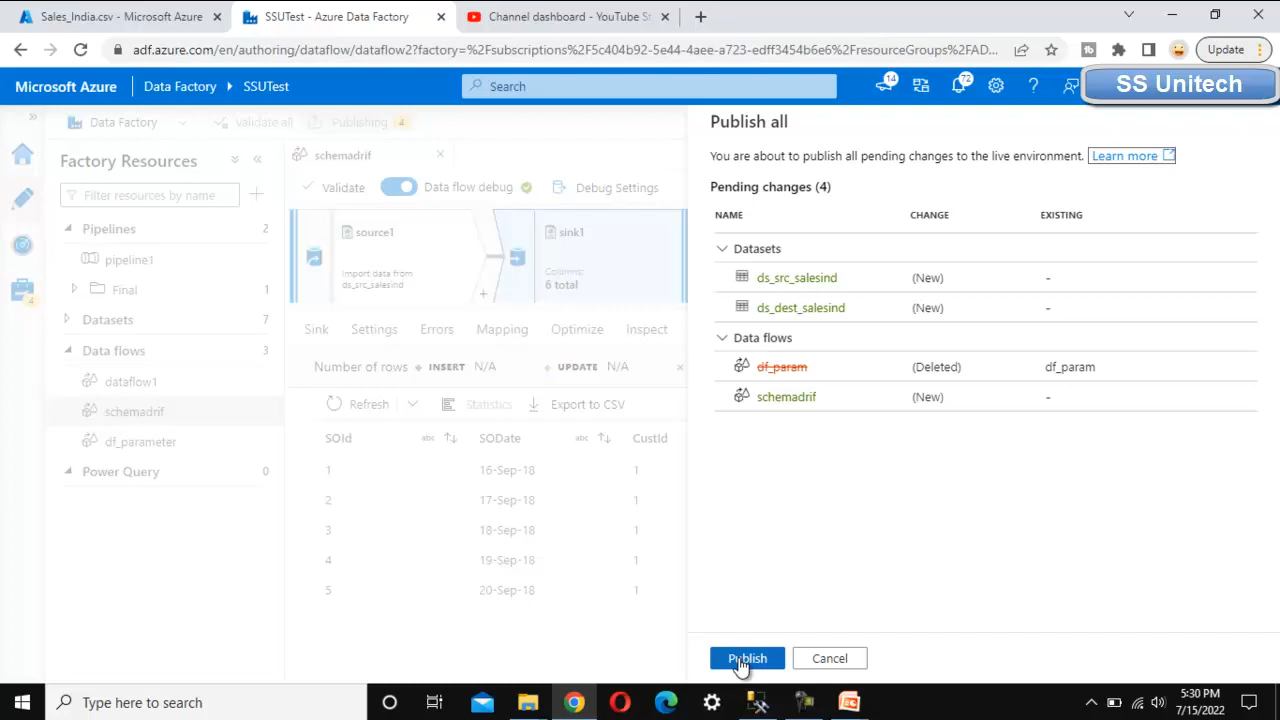 Sales_India.csv - Microsoft Azure
SSUTest - Azure Data Factory
Channel dashboard - YouTube St
adf.azure.com/en/authoring/dataflow/dataflow2?factory=%2Fsubscriptions%2F5c404b92-5e44-4aee-a723-edff3454b6e6%2FresourceGroups%2FAD...
Update
Microsoft Azure
Data Factory
SSUTest
Search
14
72
SS Unitech
Data Factory
Validate all
Publishing
4
Factory Resources
Filter resources by name
Pipelines
2
pipeline1
Final
1
Datasets
7
Data flows
3
dataflow1
schemadrif
df_parameter
Power Query
0
4
schemadrif
Validate
Data flow debug
Debug Settings
source1
Import data from
ds_src_salesind
sink1
Columns:
6 total
Sink
Settings
Errors
Mapping
Optimize
Inspect
Number of rows
INSERT N/A
UPDATE N/A
Refresh
Statistics
Export to CSV
SOId abc SODate abc CustId
1 16-Sep-18 1
2 17-Sep-18 1
3 18-Sep-18 1
4 19-Sep-18 1
5 20-Sep-18 1
Publish all
You are about to publish all pending changes to the live environment. Learn more
Pending changes (4)
NAME CHANGE EXISTING
Datasets
ds_src_salesind (New) -
ds_dest_salesind (New) -
Data flows
df_param (Deleted) df_param
schemadrif (New) -
Publish
Cancel
Type here to search
5:30 PM
7/15/2022